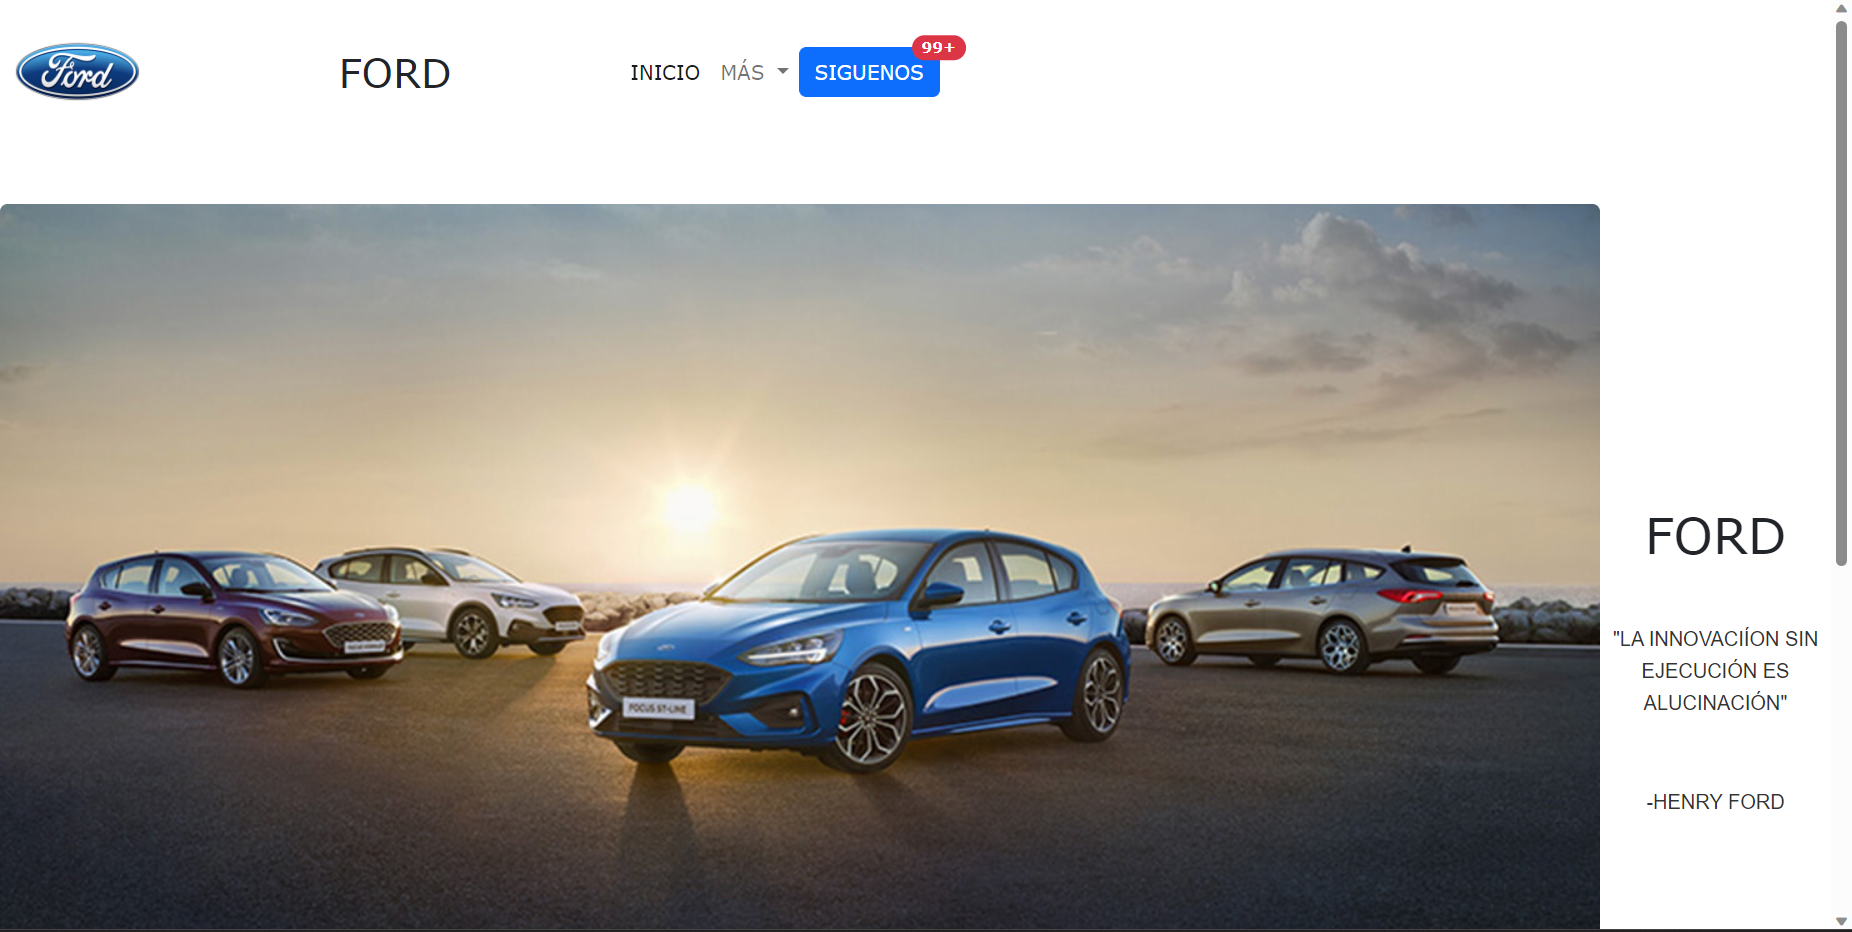 Ford
FORD
INICIO
MÁS
SIGUENOS
99+
FOCUS ST-LINE
FORD
"LA INNOVACIÍON SIN
EJECUCIÓN ES
ALUCINACIÓN"
-HENRY FORD